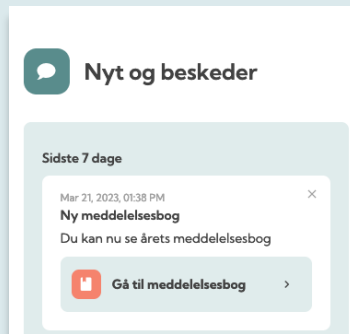 Nyt og beskeder
Sidste 7 dage
Mar 21, 2023, 01:38 PM
Ny meddelelsesbog
Du kan nu se årets meddelelsesbog
Gå til meddelelsesbog